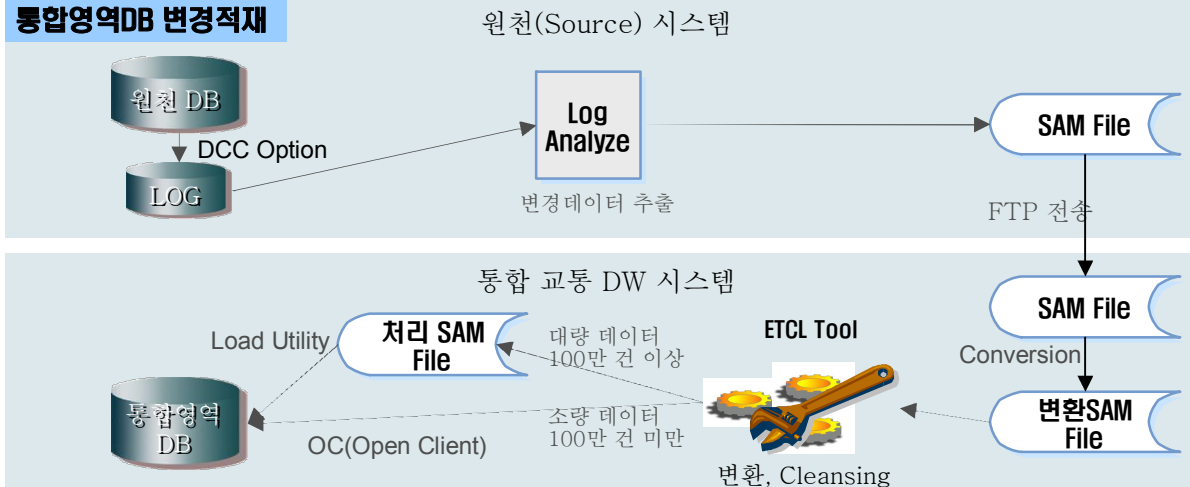 통합영역DB 변경적재
원천(Source) 시스템
원천 DB
DCC Option
LOG
Log
Analyze
변경데이터 추출
SAM File
FTP 전송
통합 교통 DW 시스템
SAM File
Conversion
변환SAM
File
ETCL Tool
변환, Cleansing
대량 데이터
100만 건 이상
처리 SAM
File
Load Utility
소량 데이터
100만 건 미만
OC(Open Client)
통합영역
DB